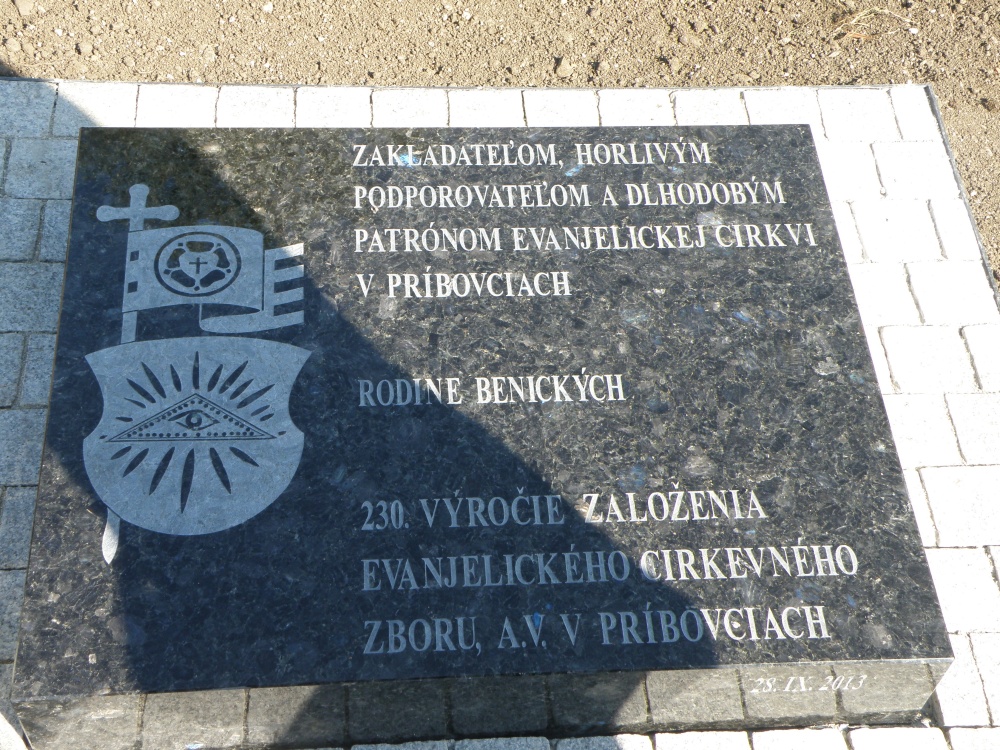 ZAKLADATEĽOM, HORLIVÝM
PODPOROVATEĽOM A DLHODOBÝM
PATRÓNOM EVANJELICKEJ CIRKVI
V PRÍBOVCIACH
RODINE BENICKÝCH
230. VÝROČIE ZALOŽENIA
EVANJELICKÉHO CIRKEVNÉHO
ZBORU, A.V. V PRÍBOVCIACH
28. IX. 2013